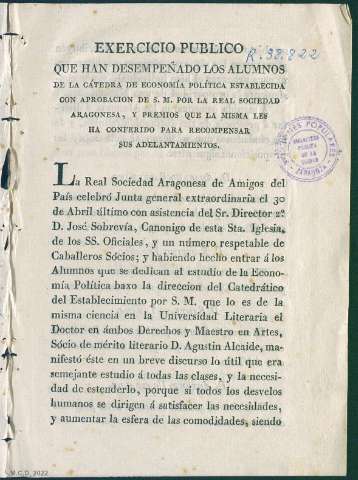 EXERCICIO PUBLICO
R. 38.822
QUE HAN DESEMPEÑADO LOS ALUMNOS
DE LA CÁTEDRA DE ECONOMÍA POLÍTICA ESTABLECIDA
CON APROBACION DE S. M. POR LA REAL SOCIEDAD
ARAGONESA, Y PREMIOS QUE LA MISMA LES
HA CONFERIDO PARA RECOMPENSAR
SUS ADELANTAMIENTOS.
La Real Sociedad Aragonesa de Amigos del
País celebró Junta general extraordinaria el 30
de Abril último con asistencia del Sr. Director 2º
D. José Sobrevía, Canonigo de esta Sta. Iglesia,
de los SS. Oficiales, y un número respetable de
Caballeros Sócios; y habiendo hecho entrar á los
Alumnos que se dedican al estudio de la Econo-
mía Política baxo la direccion del Catedrático
del Establecimiento por S. M. que lo es de la
misma ciencia en la Universidad Literaria el
Doctor en ámbos Derechos y Maestro en Artes,
Sócio de mérito literario D. Agustin Alcaide, ma-
nifestó éste en un breve discurso lo útil que era
semejante estudio á todas las clases, y la necesi-
dad de estenderlo, porque si todos los desvelos
humanos se dirigen á satisfacer las necesidades,
y aumentar la esfera de las comodidades, siendo
M.C.D. 2022